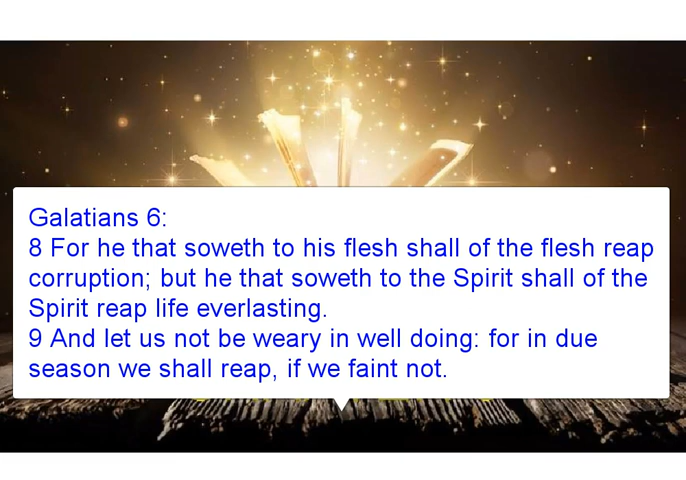 Galatians 6:
8 For he that soweth to his flesh shall of the flesh reap
corruption; but he that soweth to the Spirit shall of the
Spirit reap life everlasting.
9 And let us not be weary in well doing: for in due
season we shall reap, if we faint not.